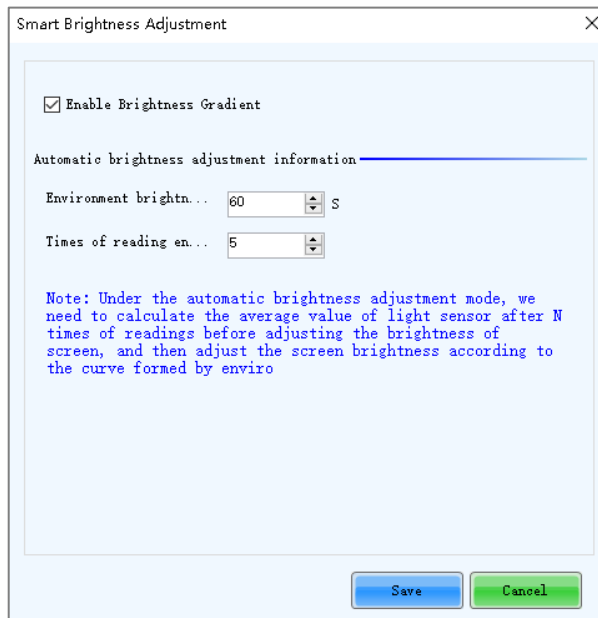 Smart Brightness Adjustment
Enable Brightness Gradient
Automatic brightness adjustment information
Environment brightn... 60 S
Times of reading en... 5
Note: Under the automatic brightness adjustment mode, we
need to calculate the average value of light sensor after N
times of readings before adjusting the brightness of
screen, and then adjust the screen brightness according to
the curve formed by enviro
Save Cancel